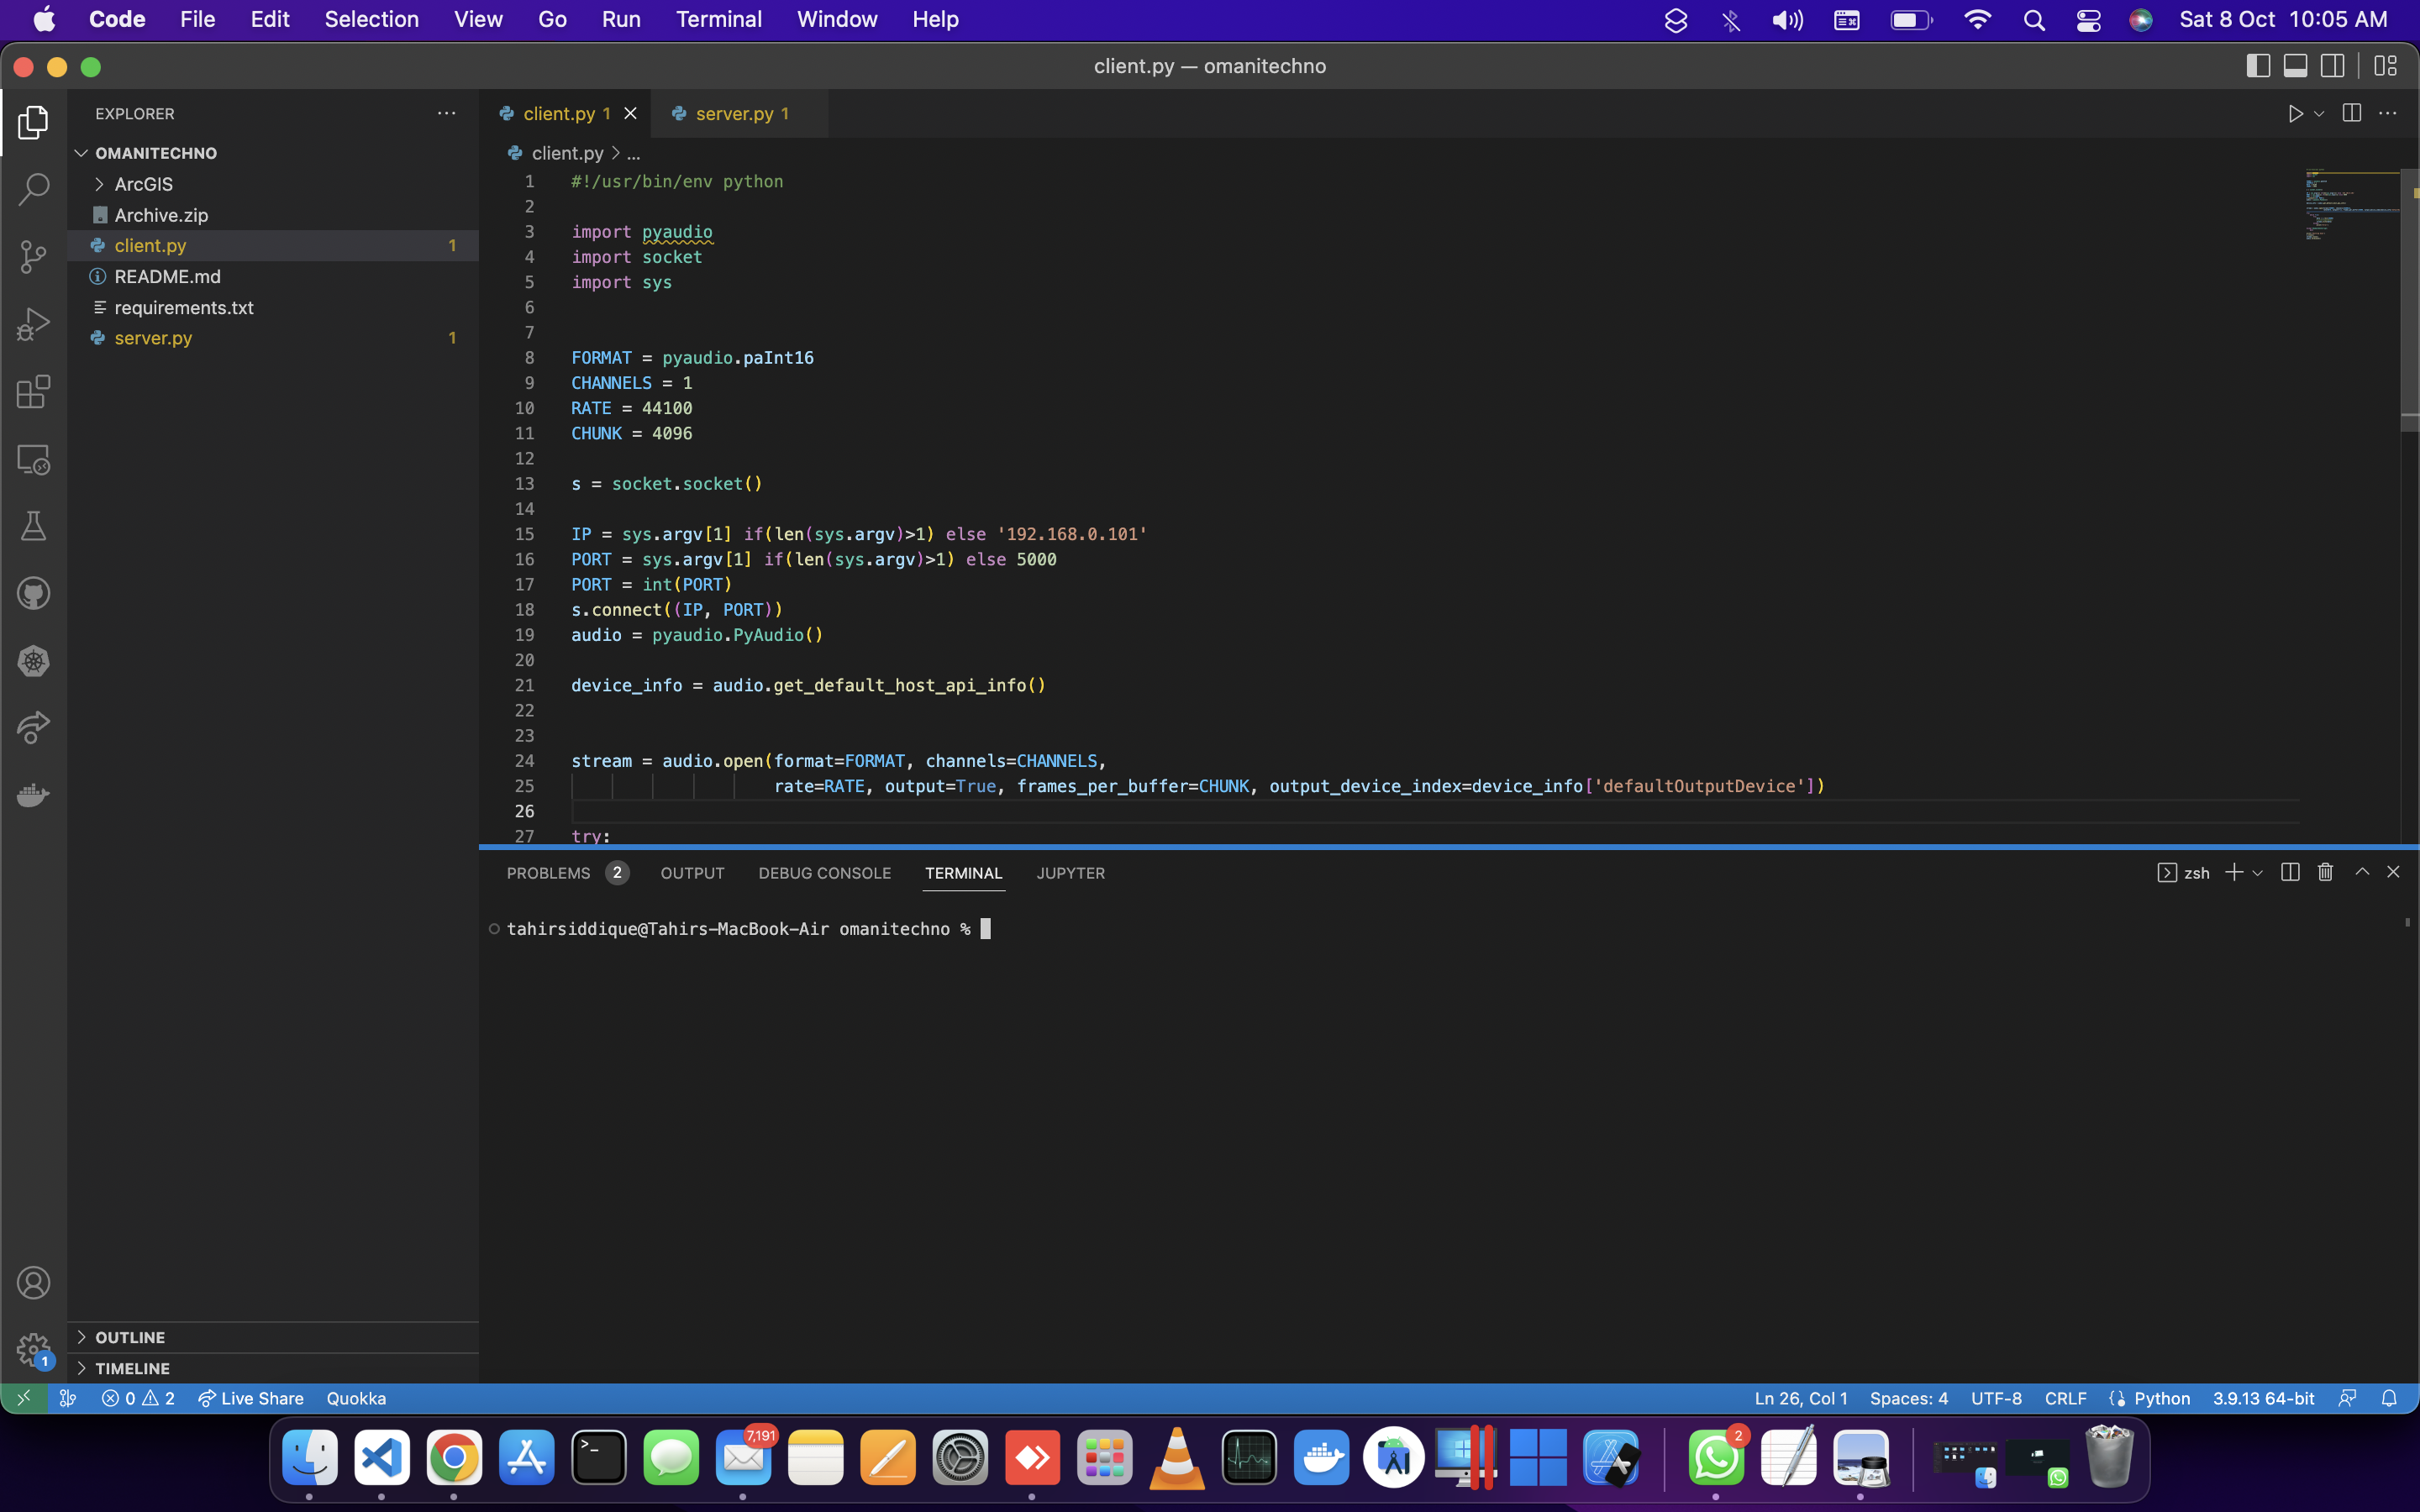 Code File Edit Selection View Go Run Terminal Window Help Sat 8 Oct 10:05 AM
client.py — omanitechno
EXPLORER
OMANITECHNO
ArcGIS
Archive.zip
client.py 1
README.md
requirements.txt
server.py 1
OUTLINE
TIMELINE
client.py 1 server.py 1
client.py > ...
1 #!/usr/bin/env python
2
3 import pyaudio
4 import socket
5 import sys
6
7
8 FORMAT = pyaudio.paInt16
9 CHANNELS = 1
10 RATE = 44100
11 CHUNK = 4096
12
13 s = socket.socket()
14
15 IP = sys.argv[1] if(len(sys.argv)>1) else '192.168.0.101'
16 PORT = sys.argv[1] if(len(sys.argv)>1) else 5000
17 PORT = int(PORT)
18 s.connect((IP, PORT))
19 audio = pyaudio.PyAudio()
20
21 device_info = audio.get_default_host_api_info()
22
23
24 stream = audio.open(format=FORMAT, channels=CHANNELS,
25 rate=RATE, output=True, frames_per_buffer=CHUNK, output_device_index=device_info['defaultOutputDevice'])
26
27 try:
PROBLEMS 2 OUTPUT DEBUG CONSOLE TERMINAL JUPYTER zsh
tahirsiddique@Tahirs-MacBook-Air omanitechno %
1
0 2 Live Share Quokka Ln 26, Col 1 Spaces: 4 UTF-8 CRLF Python 3.9.13 64-bit
7,191
2